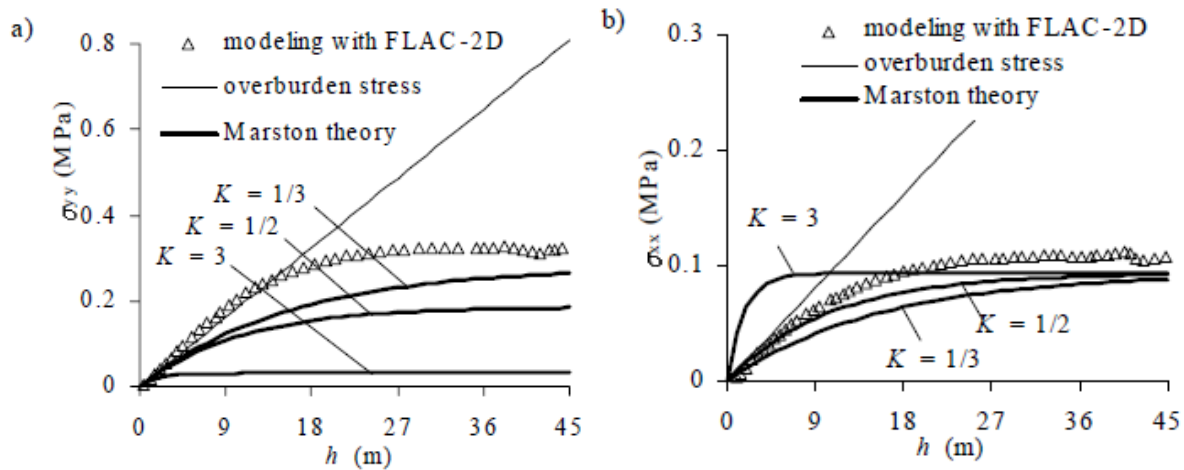 a)
0.8
0.6
0.4
0.2
0
σyy (MPa)
modeling with FLAC-2D
overburden stress
Marston theory
K = 1/3
K = 1/2
K = 3
0 9 18 27 36 45
h (m)
b)
0.3
0.2
0.1
0
σxx (MPa)
modeling with FLAC-2D
overburden stress
Marston theory
K = 3
K = 1/2
K = 1/3
0 9 18 27 36 45
h (m)